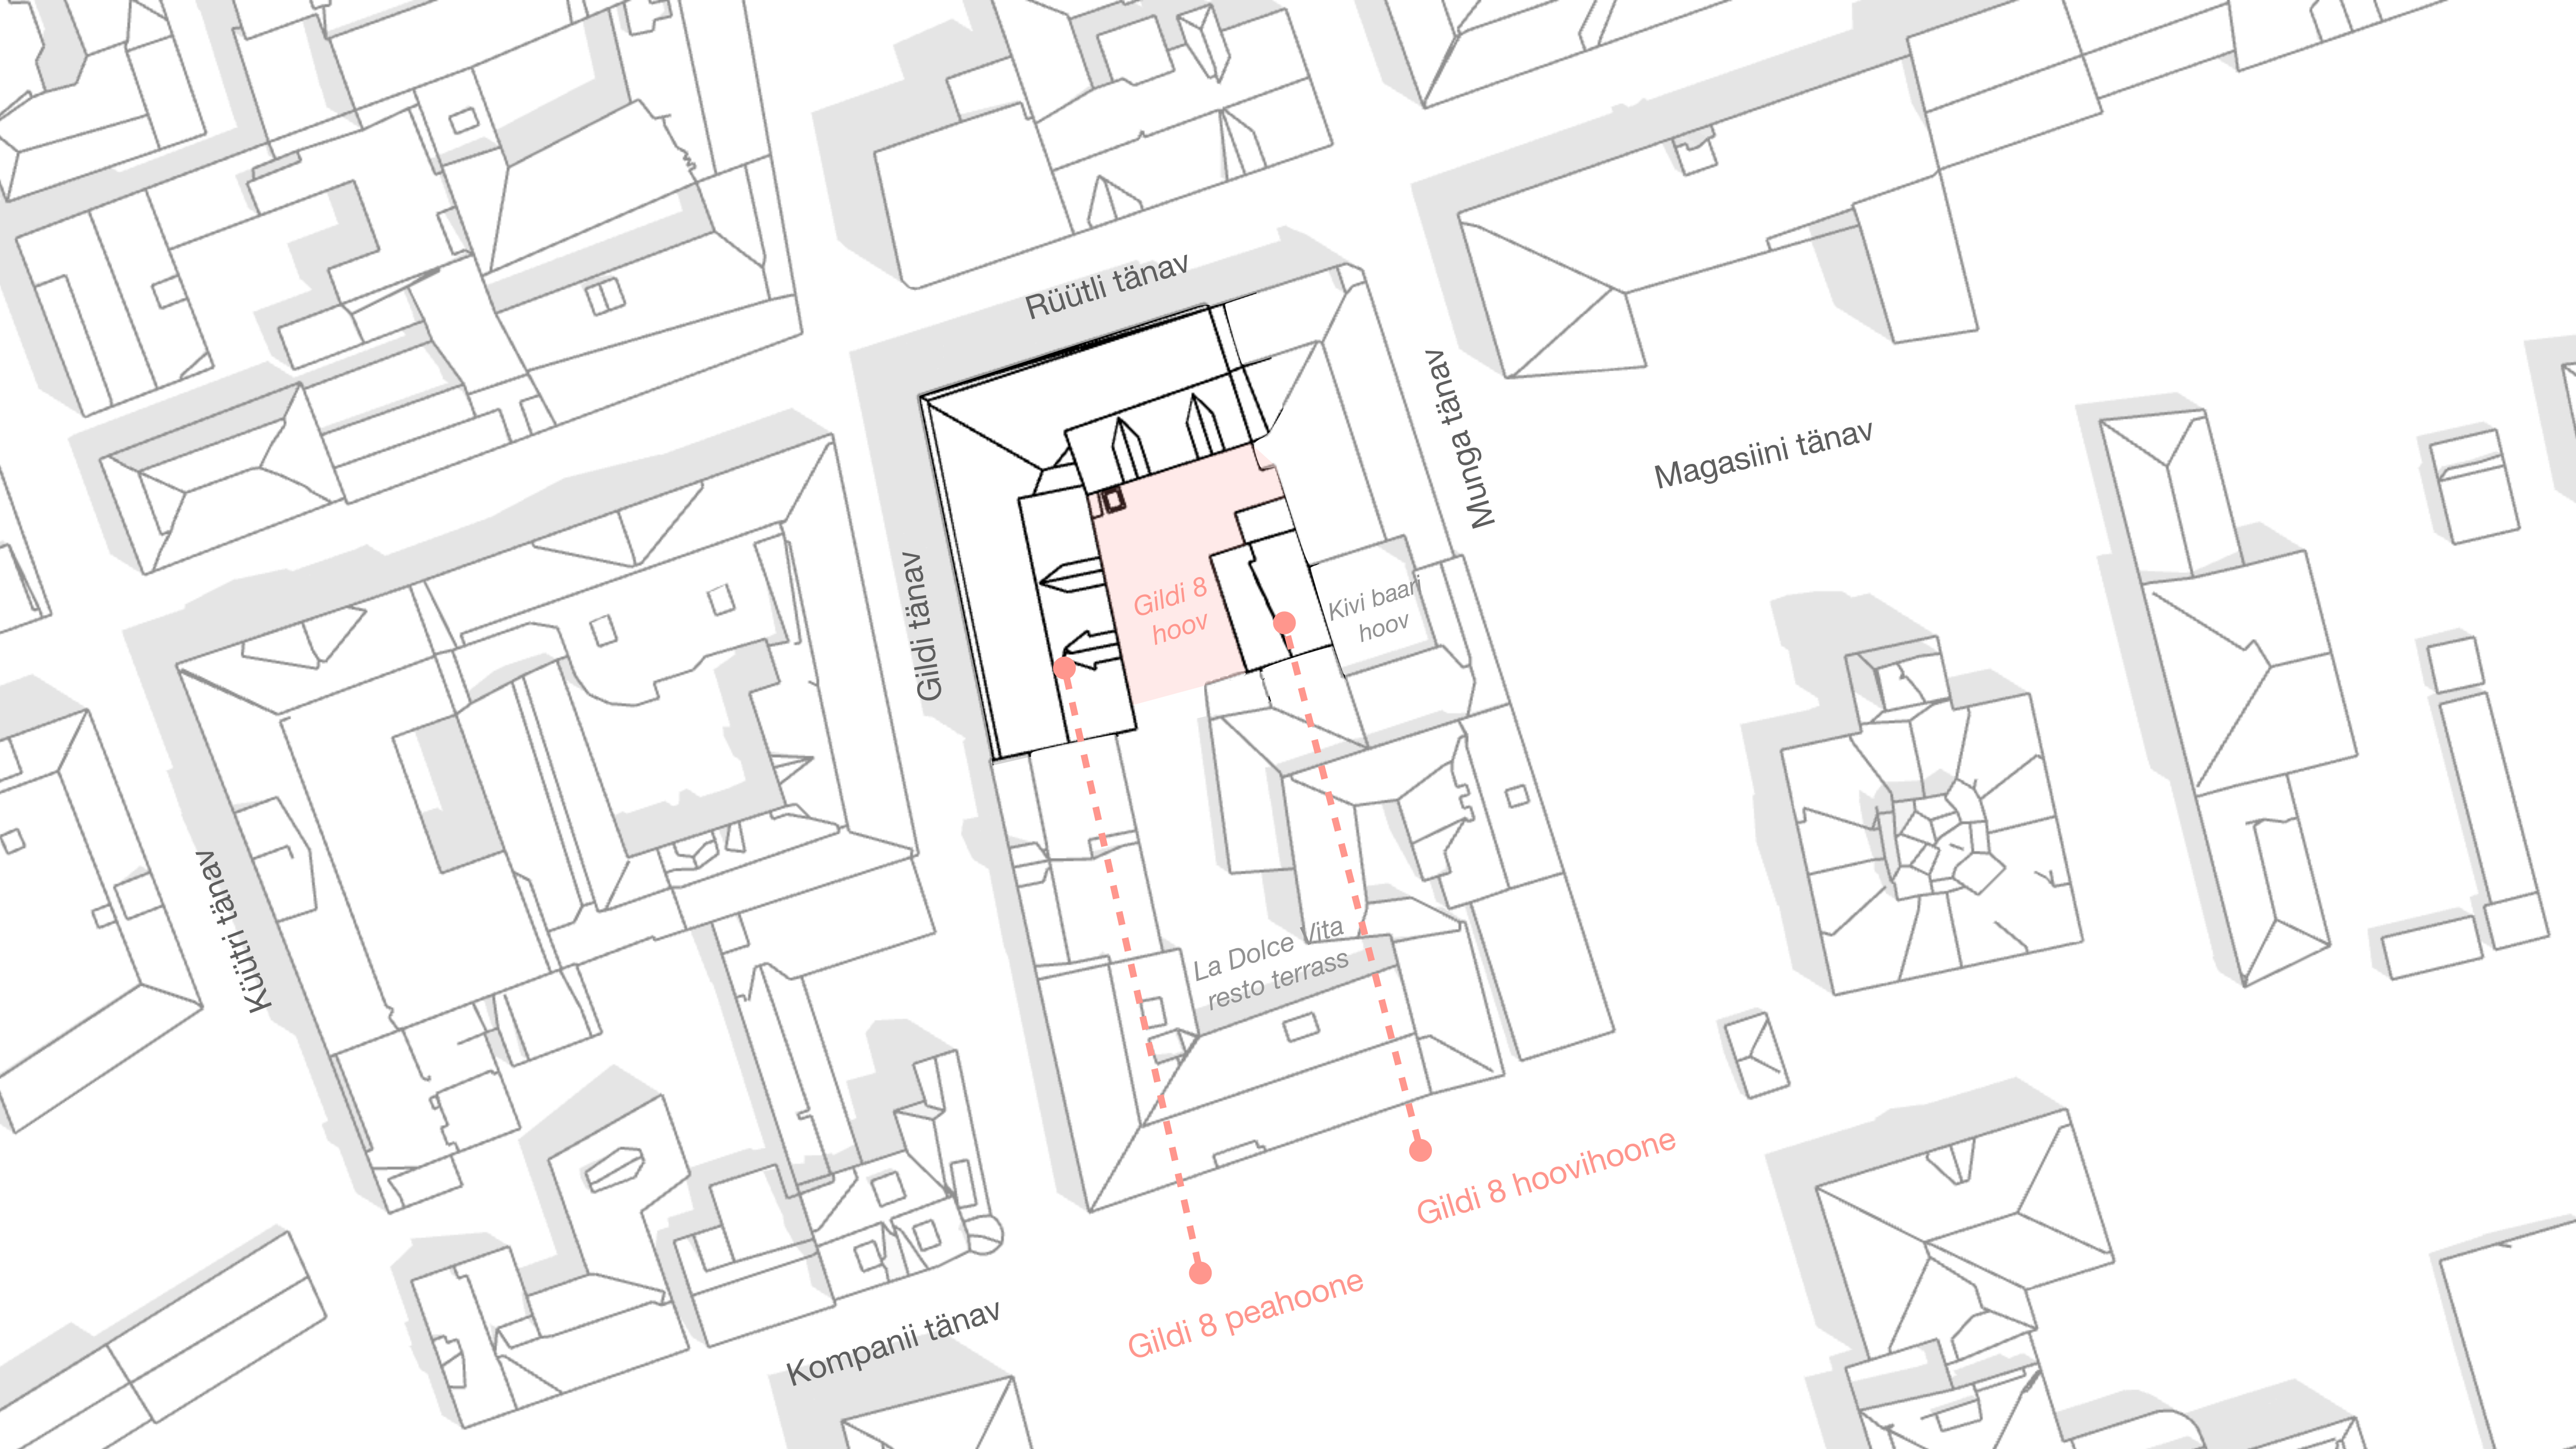 Rüütli tänav
Munga tänav
Magasiini tänav
Gildi tänav
Gildi 8
hoov
Kivi baari
hoov
Küütri tänav
La Dolce Vita
resto terrass
Gildi 8 hoovihoone
Gildi 8 peahoone
Kompanii tänav